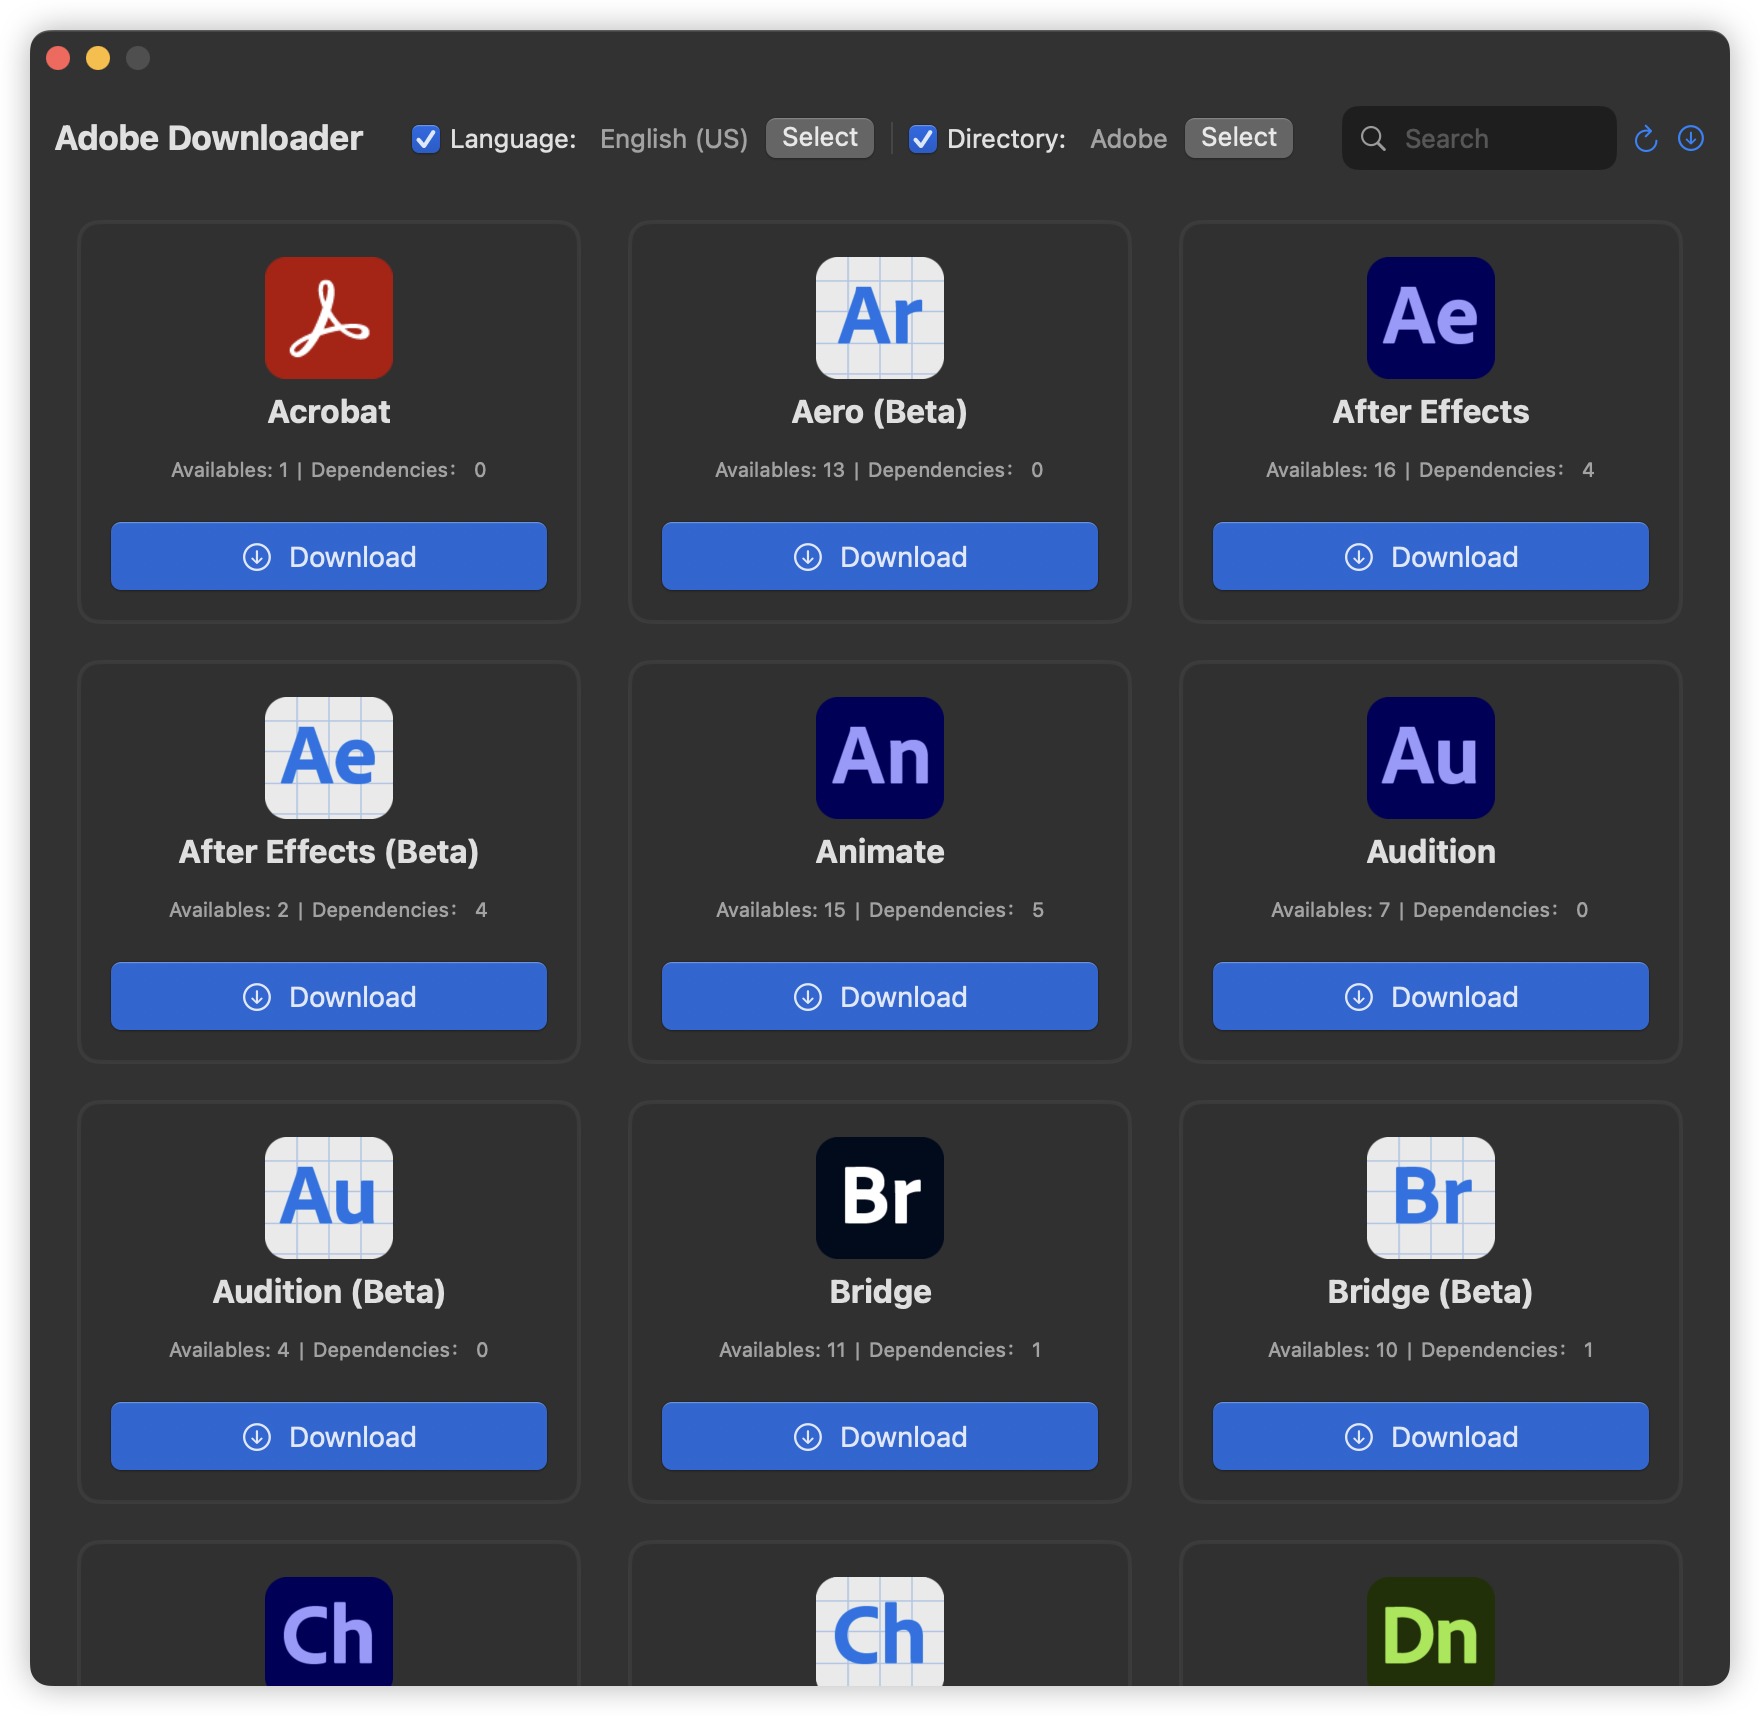 Adobe Downloader Language: English (US) Select Directory: Adobe Select Search
Ar Ae
Acrobat Aero (Beta) After Effects
Availables: 1 | Dependencies: 0 Availables: 13 | Dependencies: 0 Availables: 16 | Dependencies: 4
Download Download Download
Ae An Au
After Effects (Beta) Animate Audition
Availables: 2 | Dependencies: 4 Availables: 15 | Dependencies: 5 Availables: 7 | Dependencies: 0
Download Download Download
Au Br Br
Audition (Beta) Bridge Bridge (Beta)
Availables: 4 | Dependencies: 0 Availables: 11 | Dependencies: 1 Availables: 10 | Dependencies: 1
Download Download Download
Ch Ch Dn